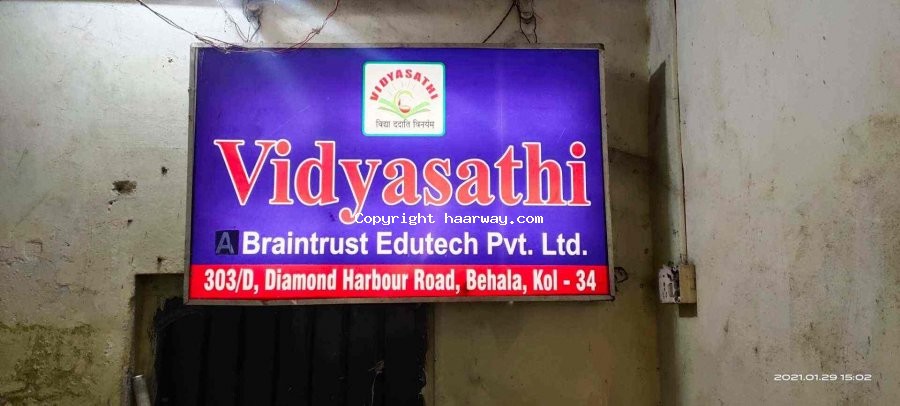 VIDYASATHI
विद्या ददाति विनयम
Vidyasathi
Copyright haarway.com
A Braintrust Edutech Pvt. Ltd.
303/D, Diamond Harbour Road, Behala, Kol - 34
2021.01.29 15:02